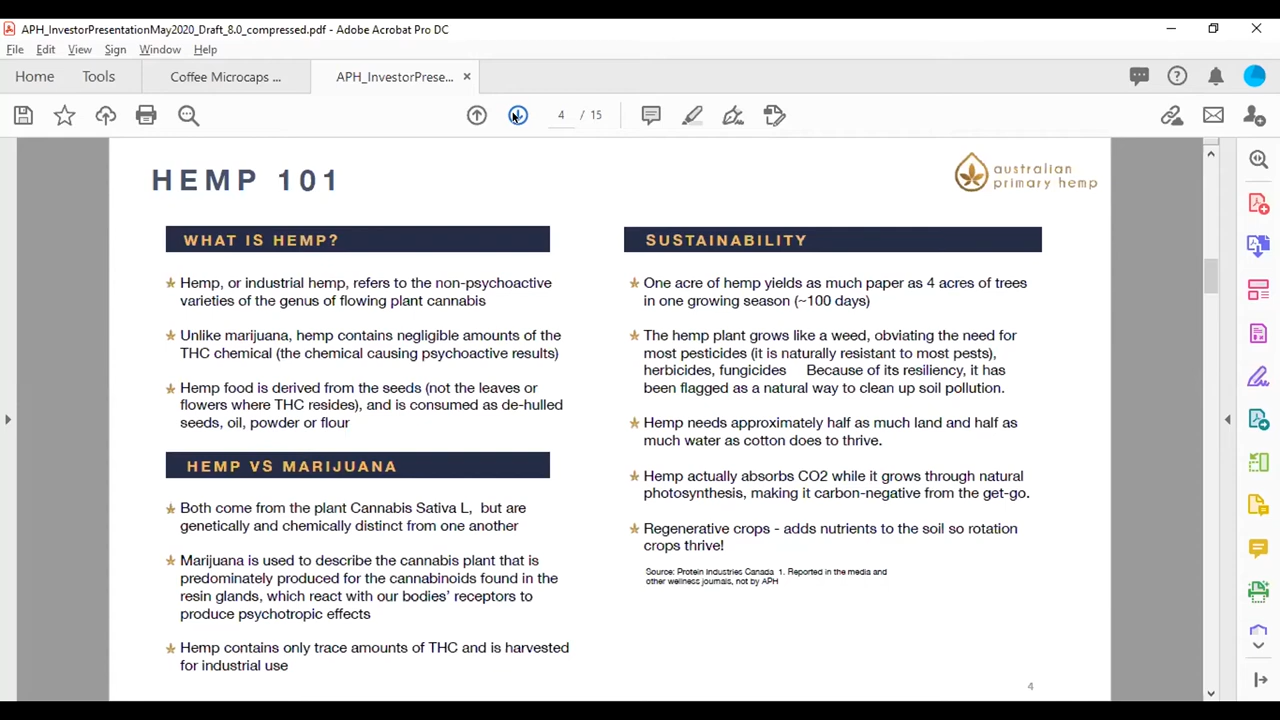 APH_InvestorPresentationMay2020_Draft_8.0_compressed.pdf - Adobe Acrobat Pro DC
File Edit View Sign Window Help
Home Tools Coffee Microcaps ... APH_InvestorPrese... ×
4 / 15
HEMP 101
australian
primary hemp
WHAT IS HEMP?
Hemp, or industrial hemp, refers to the non-psychoactive
varieties of the genus of flowing plant cannabis
Unlike marijuana, hemp contains negligible amounts of the
THC chemical (the chemical causing psychoactive results)
Hemp food is derived from the seeds (not the leaves or
flowers where THC resides), and is consumed as de-hulled
seeds, oil, powder or flour
HEMP VS MARIJUANA
Both come from the plant Cannabis Sativa L, but are
genetically and chemically distinct from one another
Marijuana is used to describe the cannabis plant that is
predominately produced for the cannabinoids found in the
resin glands, which react with our bodies' receptors to
produce psychotropic effects
Hemp contains only trace amounts of THC and is harvested
for industrial use
SUSTAINABILITY
One acre of hemp yields as much paper as 4 acres of trees
in one growing season (~100 days)
The hemp plant grows like a weed, obviating the need for
most pesticides (it is naturally resistant to most pests),
herbicides, fungicides Because of its resiliency, it has
been flagged as a natural way to clean up soil pollution.
Hemp needs approximately half as much land and half as
much water as cotton does to thrive.
Hemp actually absorbs CO2 while it grows through natural
photosynthesis, making it carbon-negative from the get-go.
Regenerative crops - adds nutrients to the soil so rotation
crops thrive!
Source: Protein Industries Canada 1. Reported in the media and
other wellness journals, not by APH
4